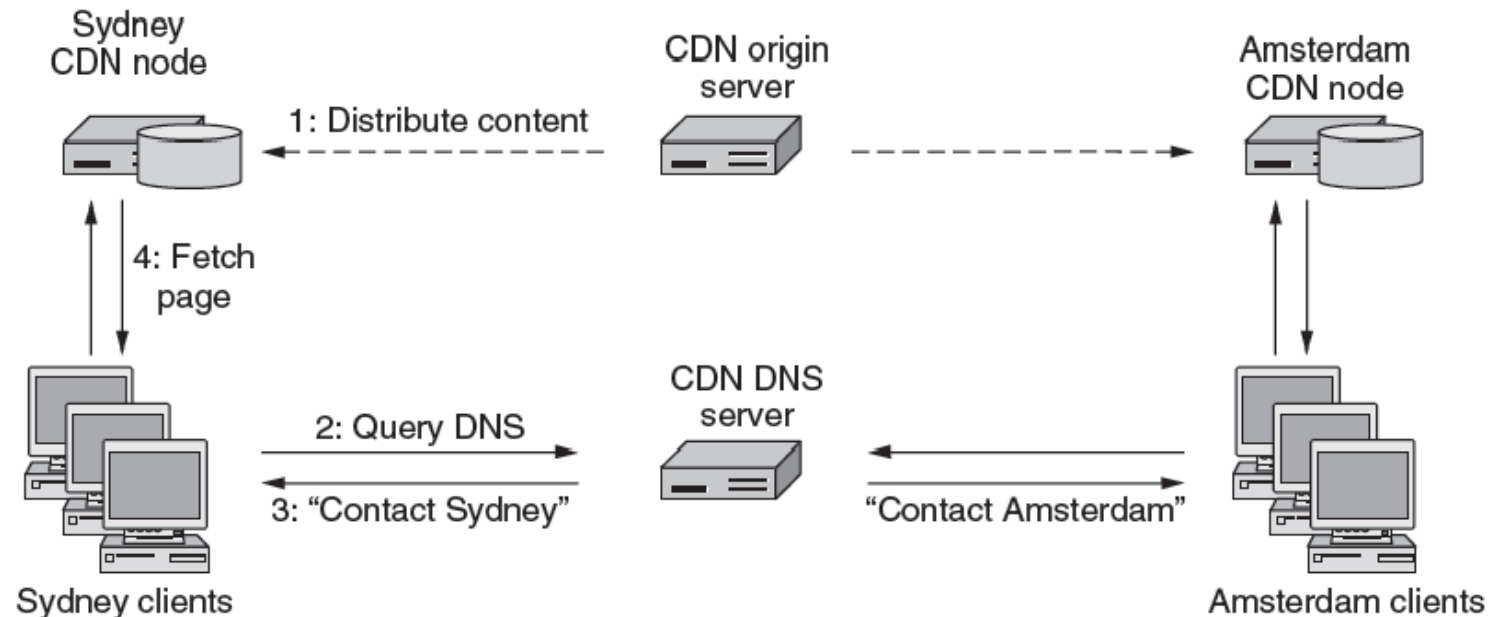 Sydney
CDN node
CDN origin
server
Amsterdam
CDN node
1: Distribute content
4: Fetch
page
CDN DNS
server
2: Query DNS
3: “Contact Sydney”
“Contact Amsterdam”
Sydney clients
Amsterdam clients